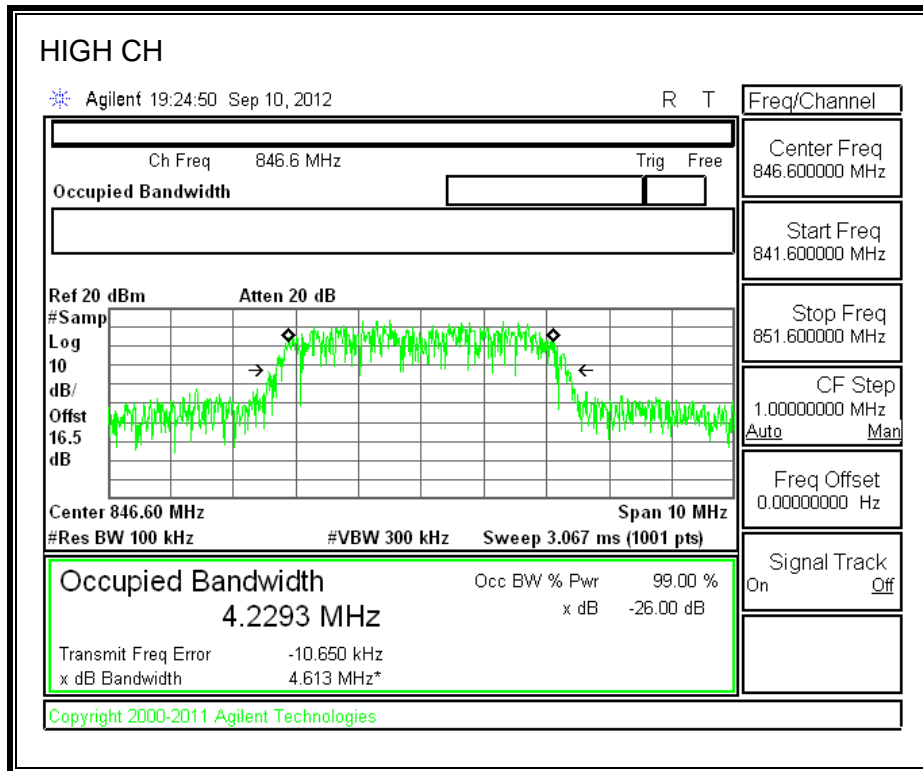 HIGH CH
Agilent 19:24:50 Sep 10, 2012 R T
Freq/Channel
Ch Freq 846.6 MHz Trig Free
Occupied Bandwidth
Center Freq
846.600000 MHz
Start Freq
841.600000 MHz
Stop Freq
851.600000 MHz
CF Step
1.00000000 MHz
Auto Man
Freq Offset
0.00000000 Hz
Signal Track
On Off
Ref 20 dBm Atten 20 dB
#Samp
Log
10
dB/
Offst
16.5
dB
Center 846.60 MHz Span 10 MHz
#Res BW 100 kHz #VBW 300 kHz Sweep 3.067 ms (1001 pts)
Occupied Bandwidth Occ BW % Pwr 99.00 %
4.2293 MHz x dB -26.00 dB
Transmit Freq Error -10.650 kHz
x dB Bandwidth 4.613 MHz*
Copyright 2000-2011 Agilent Technologies